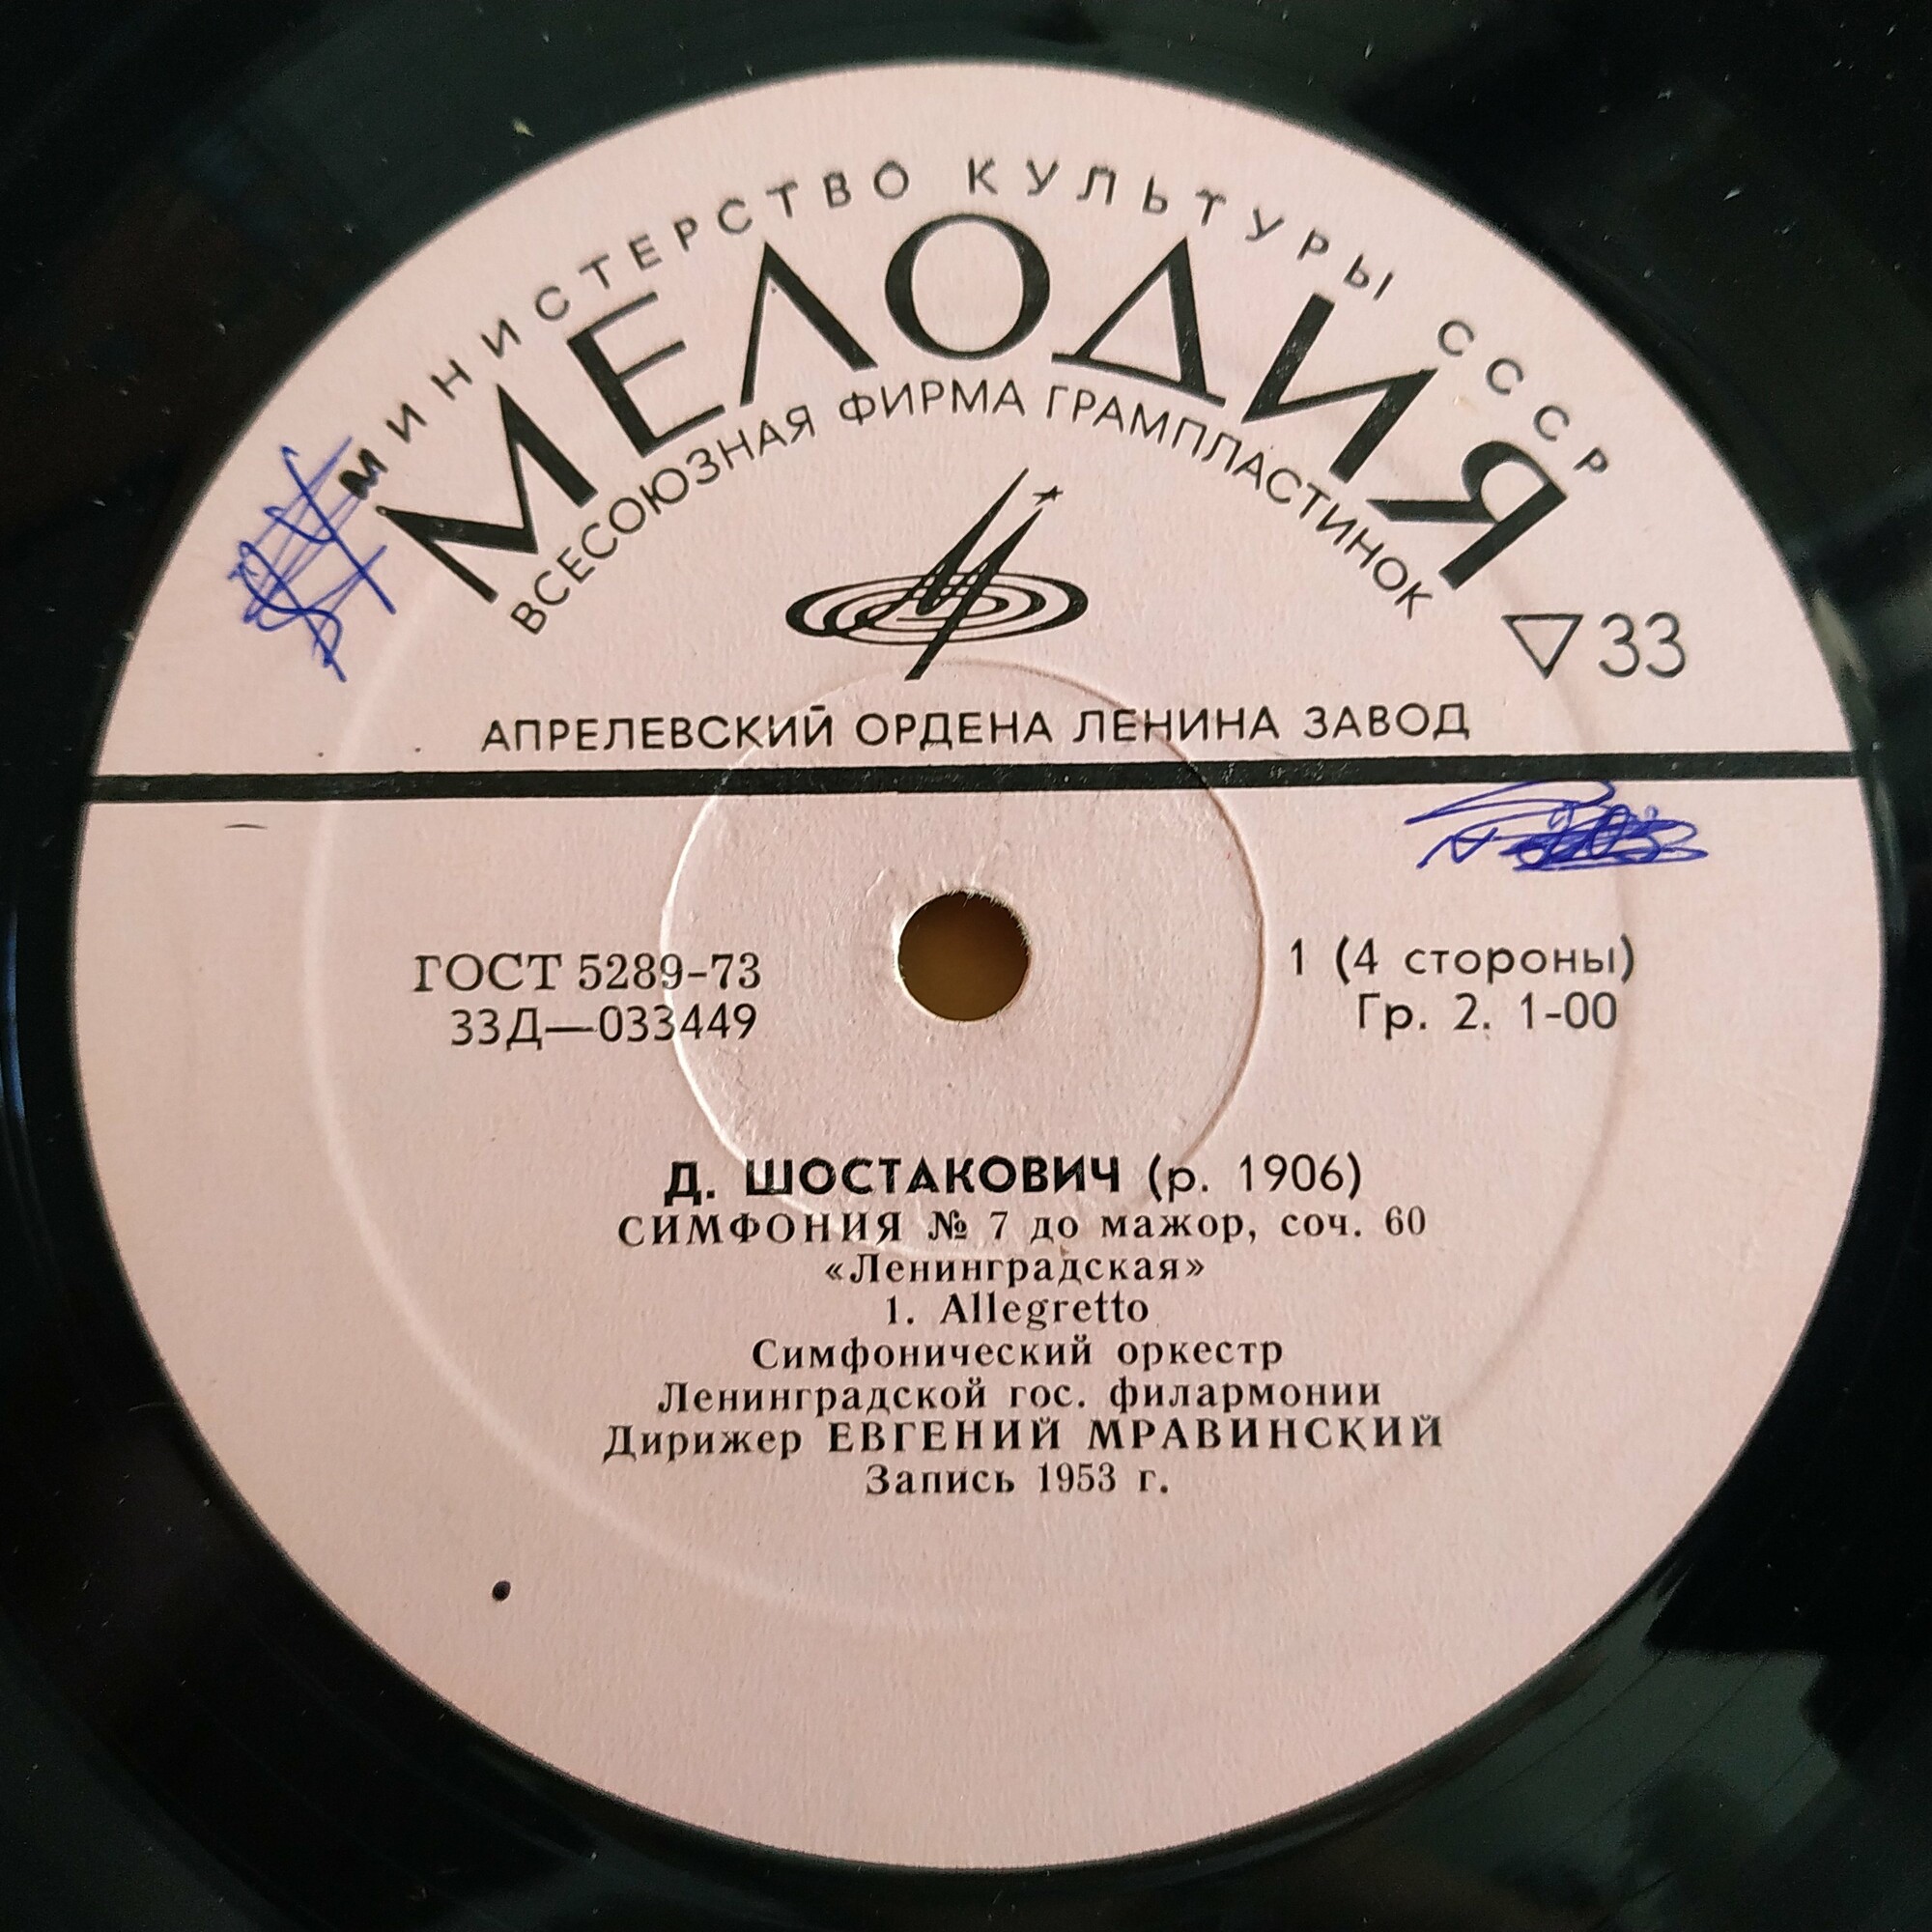 МИНИСТЕРСТВО КУЛЬТУРЫ СССР
МЕЛОДИЯ
ВСЕСОЮЗНАЯ ФИРМА ГРАМПЛАСТИНОК
▽33
АПРЕЛЕВСКИЙ ОРДЕНА ЛЕНИНА ЗАВОД
ГОСТ 5289-73
33Д—033449
1 (4 стороны)
Гр. 2. 1-00
Д. ШОСТАКОВИЧ (р. 1906)
СИМФОНИЯ № 7 до мажор, соч. 60
«Ленинградская»
1. Allegretto
Симфонический оркестр
Ленинградской гос. филармонии
Дирижер ЕВГЕНИЙ МРАВИНСКИЙ
Запись 1953 г.